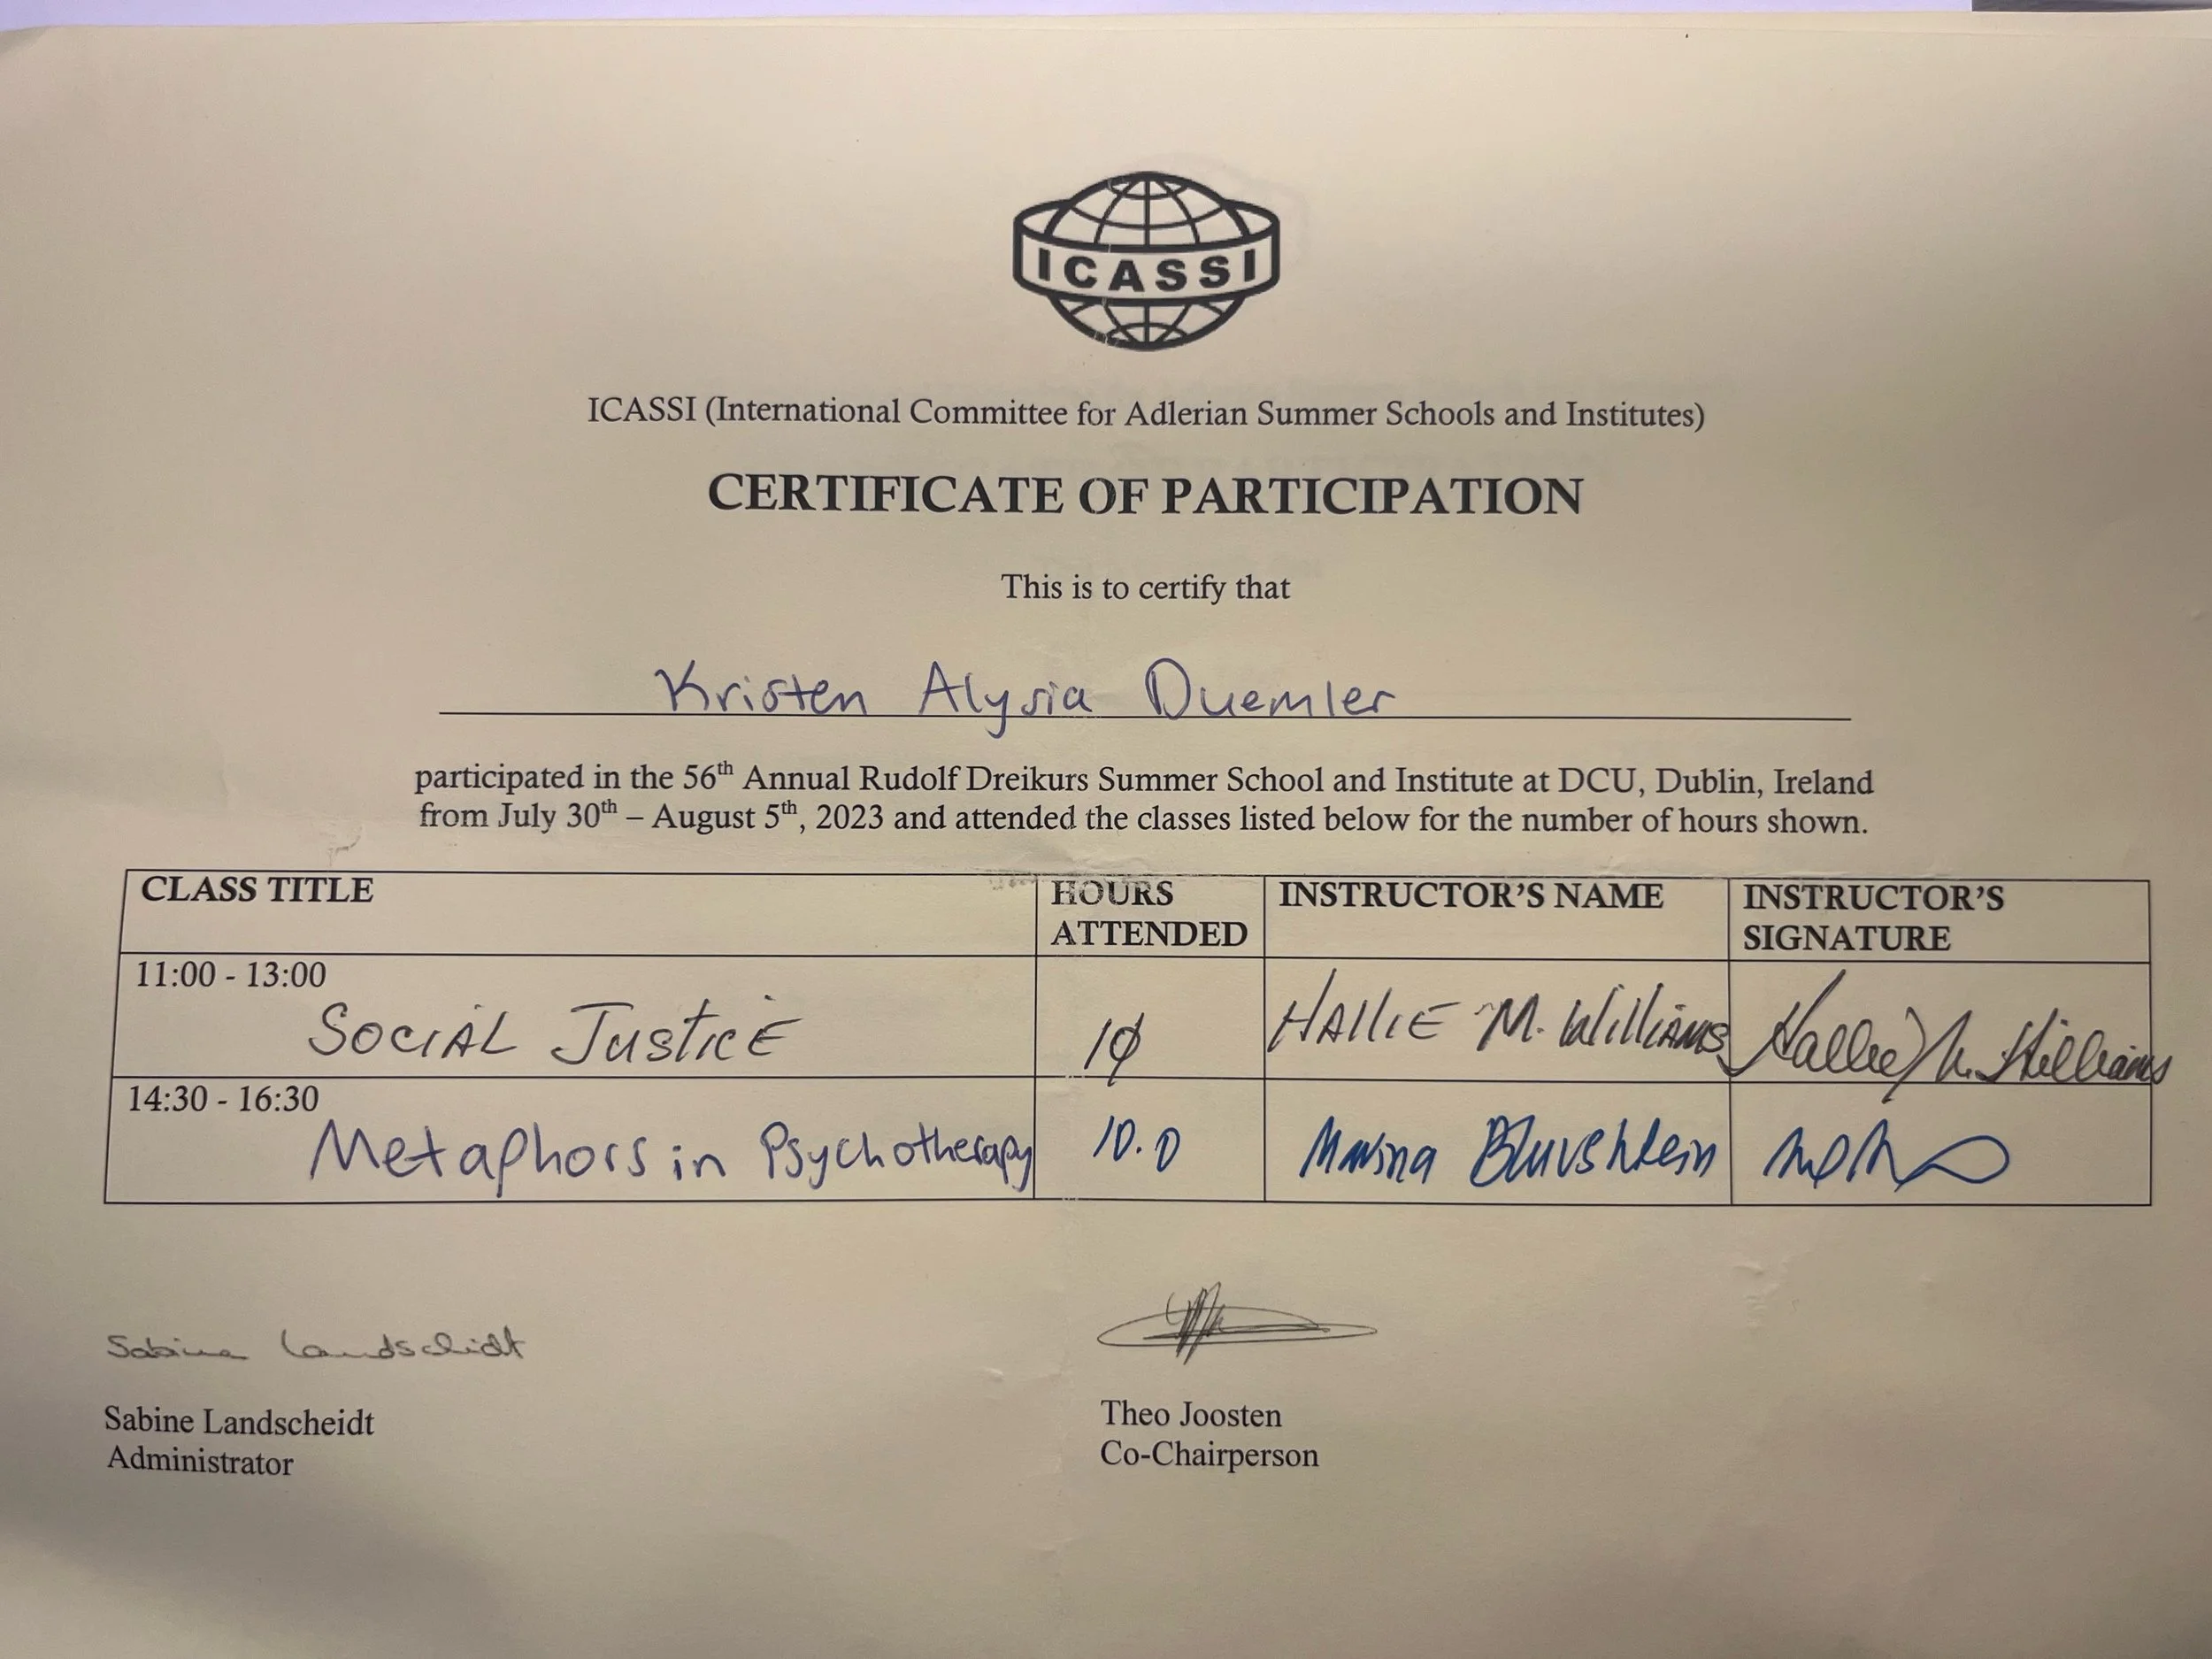 ICASSI
ICASSI (International Committee for Adlerian Summer Schools and Institutes)
CERTIFICATE OF PARTICIPATION
This is to certify that
Kristen Alysia Duemler
participated in the 56th Annual Rudolf Dreikurs Summer School and Institute at DCU, Dublin, Ireland
from July 30th – August 5th, 2023 and attended the classes listed below for the number of hours shown.
CLASS TITLE HOURS ATTENDED INSTRUCTOR'S NAME INSTRUCTOR'S SIGNATURE
11:00 - 13:00
SOCIAL JUSTICE 10 HALLIE M. WILLIAMS Hallie M. Williams
14:30 - 16:30
Metaphors in Psychotherapy 10.0 Marina Bluvshtein
Sabine Landscheidt
Sabine Landscheidt
Administrator
Theo Joosten
Co-Chairperson